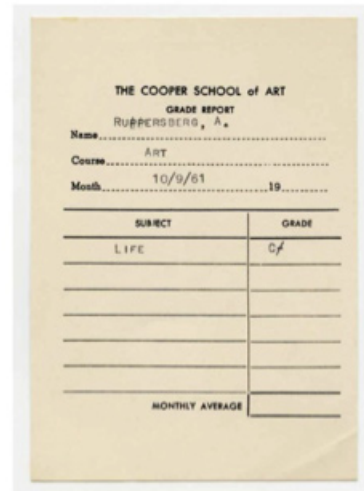 THE COOPER SCHOOL of ART
GRADE REPORT
Name RUPPERSBERG, A.
Course ART
Month 10/9/61 19
SUBJECT GRADE
LIFE C/
MONTHLY AVERAGE